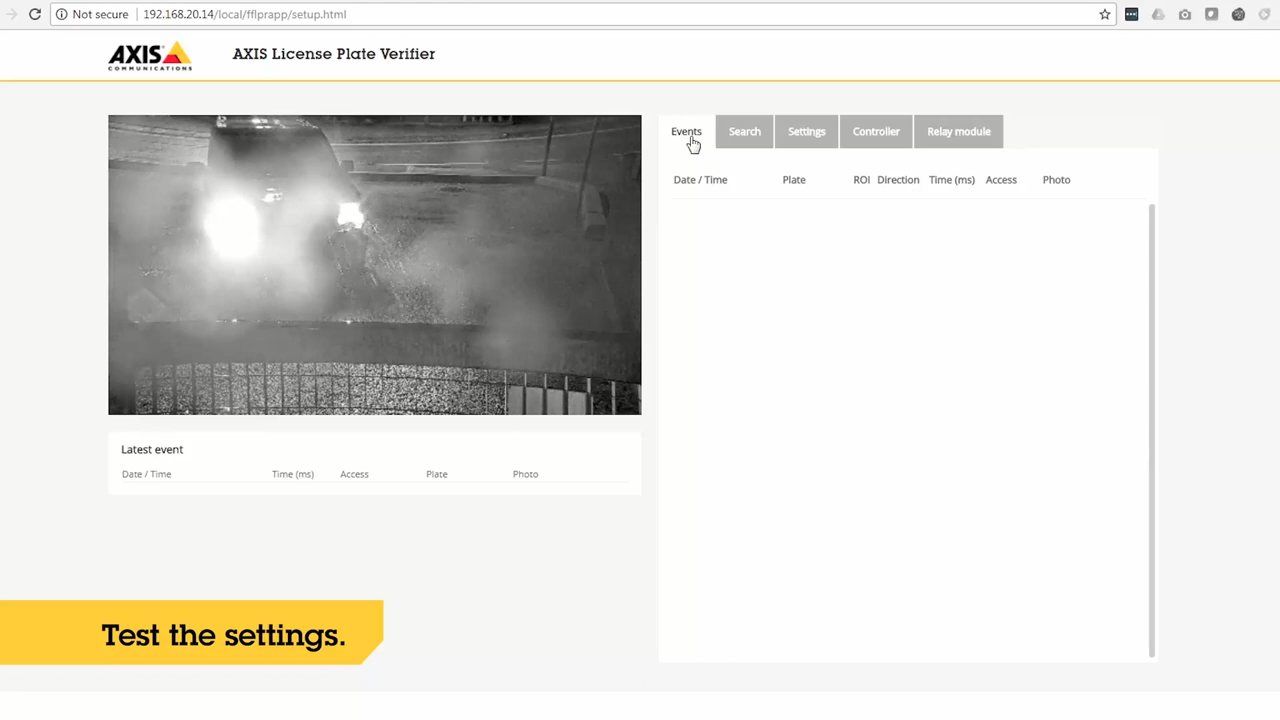 Not secure 192.168.20.14/local/fflprapp/setup.html
AXIS
COMMUNICATIONS
AXIS License Plate Verifier
Events Search Settings Controller Relay module
Date / Time Plate ROI Direction Time (ms) Access Photo
Latest event
Date / Time Time (ms) Access Plate Photo
Test the settings.